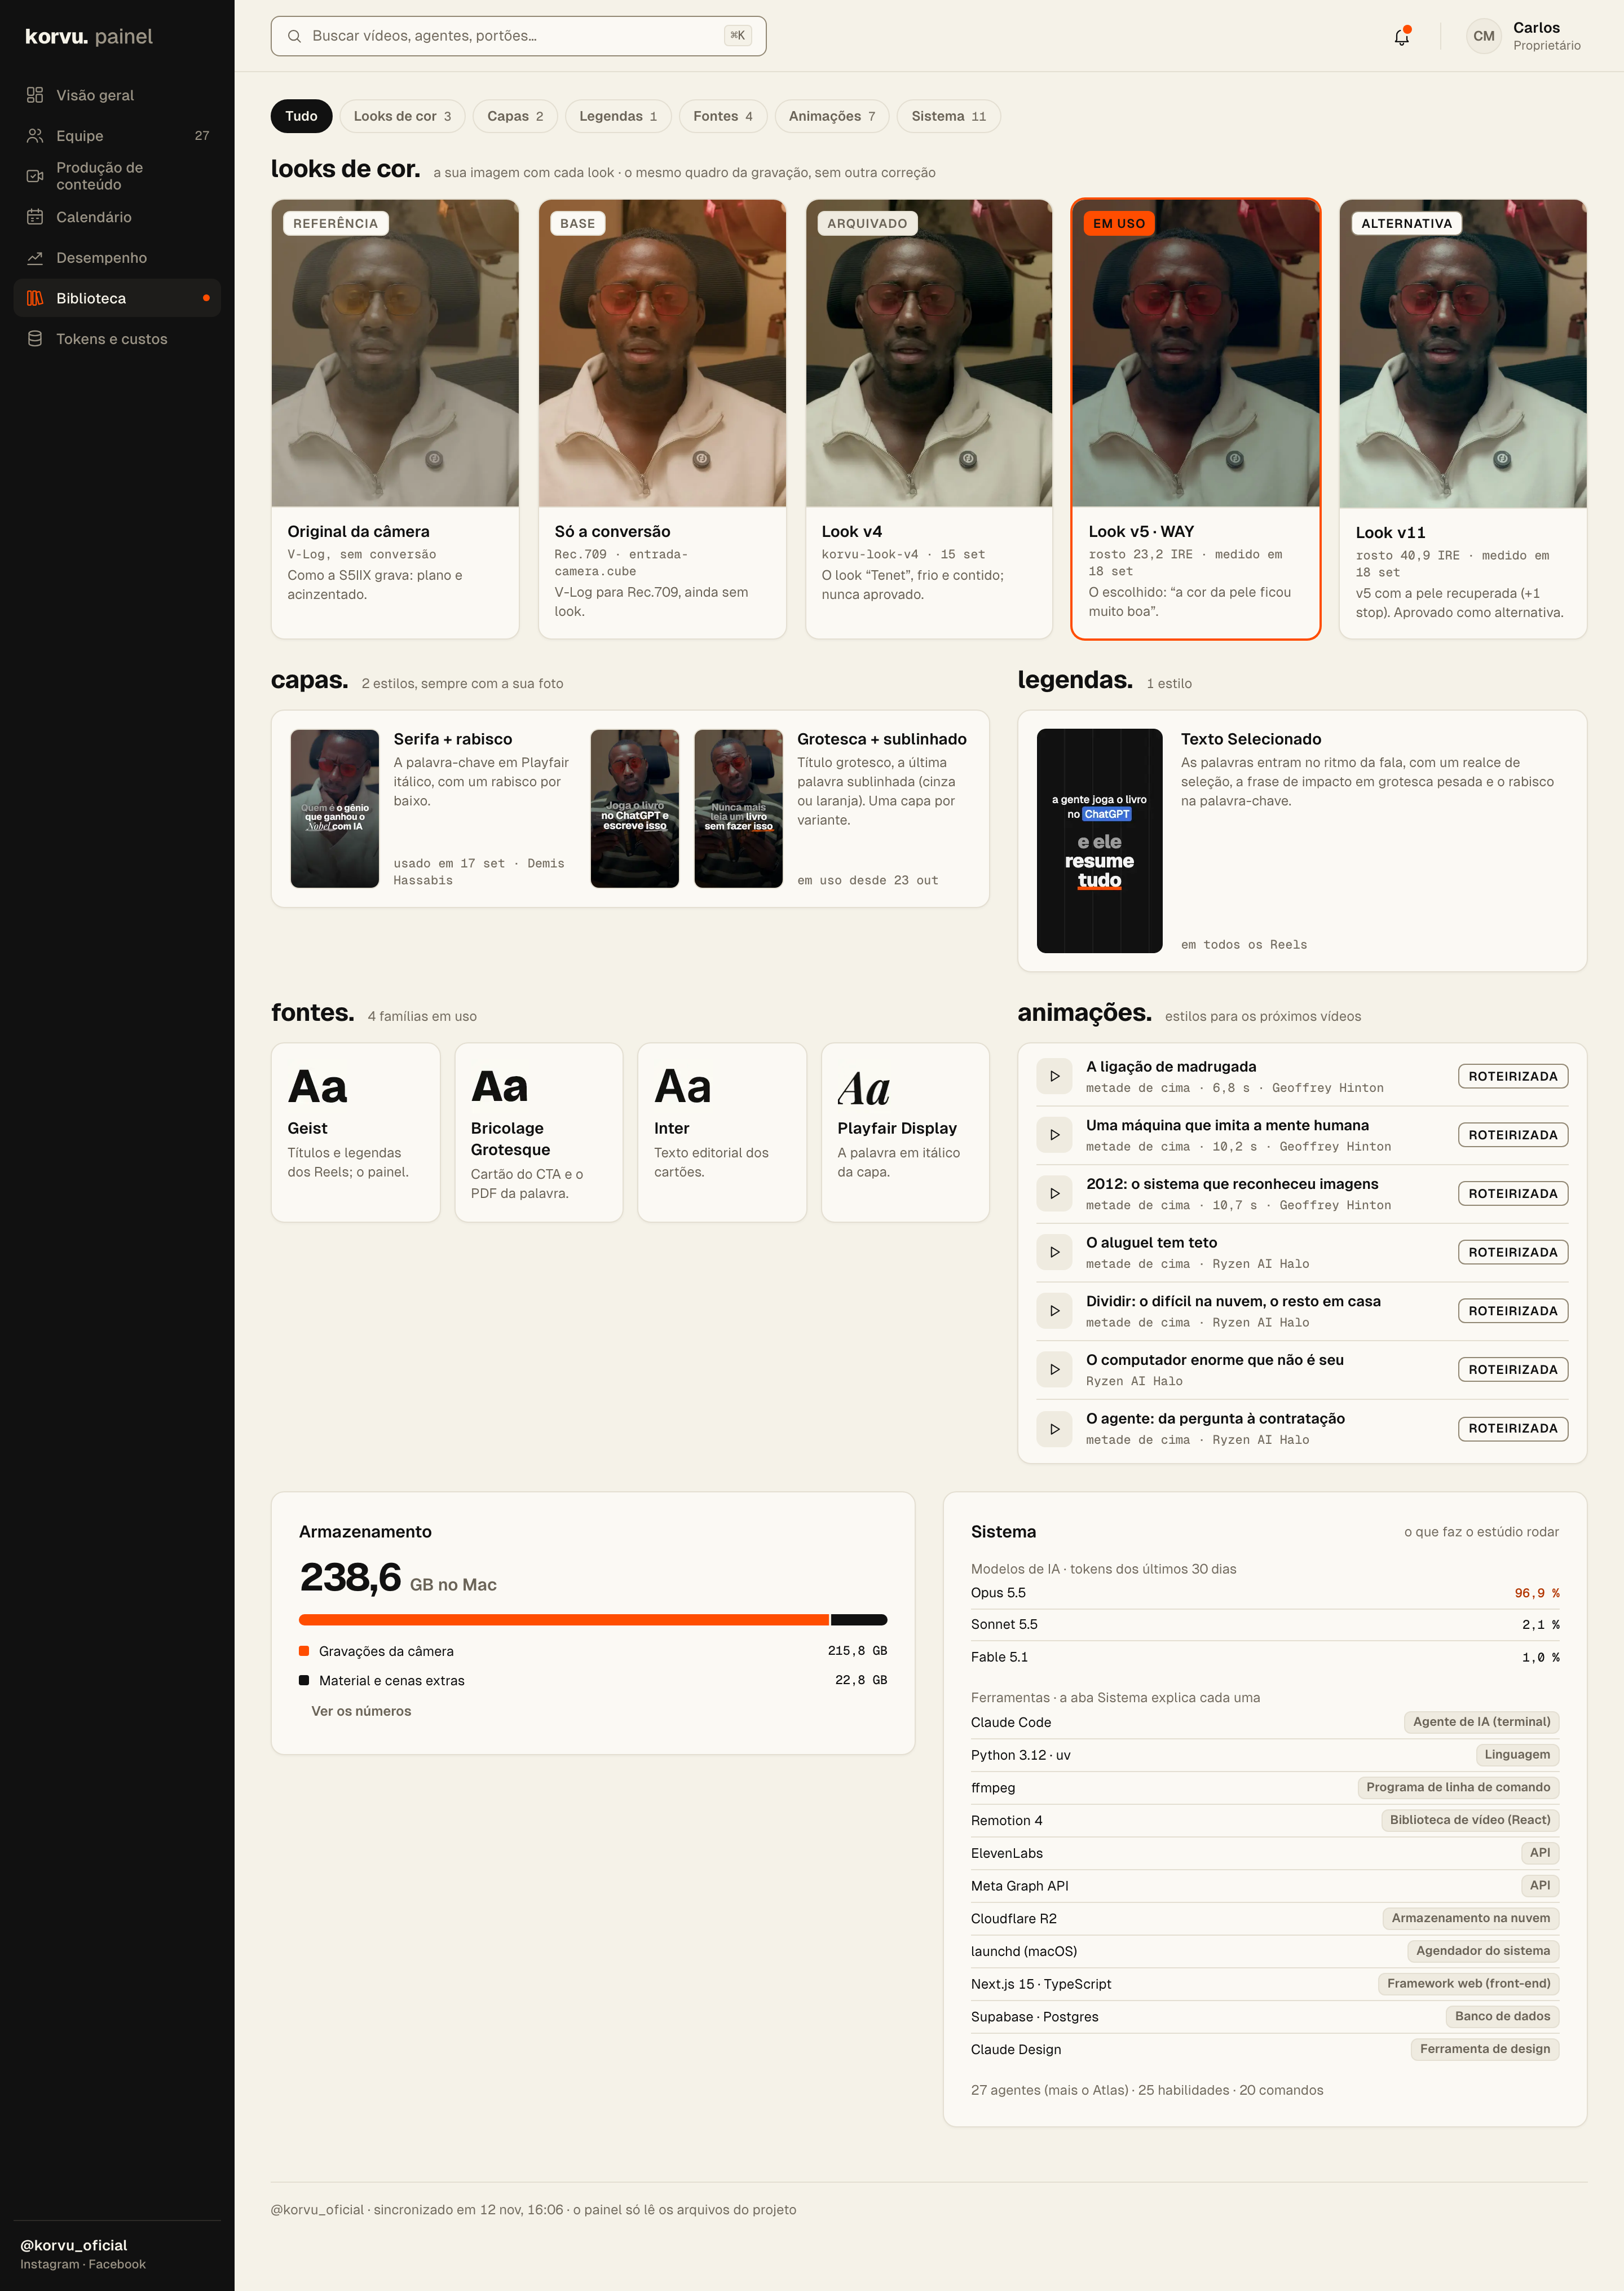 korvu. painel
Visão geral
Equipe 27
Produção de
conteúdo
Calendário
Desempenho
Biblioteca
Tokens e custos
@korvu_oficial
Instagram · Facebook
Buscar vídeos, agentes, portões... ⌘K
CM
Carlos
Proprietário
Tudo
Looks de cor 3
Capas 2
Legendas 1
Fontes 4
Animações 7
Sistema 11
looks de cor. a sua imagem com cada look · o mesmo quadro da gravação, sem outra correção
REFERÊNCIA
Original da câmera
V-Log, sem conversão
Como a S5IIX grava: plano e
acinzentado.
BASE
Só a conversão
Rec.709 · entrada-
camera.cube
V-Log para Rec.709, ainda sem
look.
ARQUIVADO
Look v4
korvu-look-v4 · 15 set
O look “Tenet”, frio e contido;
nunca aprovado.
EM USO
Look v5 · WAY
rosto 23,2 IRE · medido em
18 set
O escolhido: “a cor da pele ficou
muito boa”.
ALTERNATIVA
Look v11
rosto 40,9 IRE · medido em
18 set
v5 com a pele recuperada (+1
stop). Aprovado como alternativa.
capas. 2 estilos, sempre com a sua foto
Quem é o gênio
que ganhou o
Nobel com IA
Serifa + rabisco
A palavra-chave em Playfair
itálico, com um rabisco por
baixo.
usado em 17 set · Demis
Hassabis
Joga o livro
no ChatGPT e
escreve isso
Nunca mais
leia um livro
sem fazer isso
Grotesca + sublinhado
Título grotesco, a última
palavra sublinhada (cinza
ou laranja). Uma capa por
variante.
em uso desde 23 out
legendas. 1 estilo
a gente joga o livro
no ChatGPT
e ele
resume
tudo
Texto Selecionado
As palavras entram no ritmo da fala, com um realce de
seleção, a frase de impacto em grotesca pesada e o rabisco
na palavra-chave.
em todos os Reels
fontes. 4 famílias em uso
Aa
Geist
Títulos e legendas
dos Reels; o painel.
Aa
Bricolage
Grotesque
Cartão do CTA e o
PDF da palavra.
Aa
Inter
Texto editorial dos
cartões.
Aa
Playfair Display
A palavra em itálico
da capa.
animações. estilos para os próximos vídeos
A ligação de madrugada
metade de cima · 6,8 s · Geoffrey Hinton
ROTEIRIZADA
Uma máquina que imita a mente humana
metade de cima · 10,2 s · Geoffrey Hinton
ROTEIRIZADA
2012: o sistema que reconheceu imagens
metade de cima · 10,7 s · Geoffrey Hinton
ROTEIRIZADA
O aluguel tem teto
metade de cima · Ryzen AI Halo
ROTEIRIZADA
Dividir: o difícil na nuvem, o resto em casa
metade de cima · Ryzen AI Halo
ROTEIRIZADA
O computador enorme que não é seu
Ryzen AI Halo
ROTEIRIZADA
O agente: da pergunta à contratação
metade de cima · Ryzen AI Halo
ROTEIRIZADA
Armazenamento
238,6 GB no Mac
Gravações da câmera 215,8 GB
Material e cenas extras 22,8 GB
Ver os números
Sistema o que faz o estúdio rodar
Modelos de IA · tokens dos últimos 30 dias
Opus 5.5 96,9 %
Sonnet 5.5 2,1 %
Fable 5.1 1,0 %
Ferramentas · a aba Sistema explica cada uma
Claude Code Agente de IA (terminal)
Python 3.12 · uv Linguagem
ffmpeg Programa de linha de comando
Remotion 4 Biblioteca de vídeo (React)
ElevenLabs API
Meta Graph API API
Cloudflare R2 Armazenamento na nuvem
launchd (macOS) Agendador do sistema
Next.js 15 · TypeScript Framework web (front-end)
Supabase · Postgres Banco de dados
Claude Design Ferramenta de design
27 agentes (mais o Atlas) · 25 habilidades · 20 comandos
@korvu_oficial · sincronizado em 12 nov, 16:06 · o painel só lê os arquivos do projeto